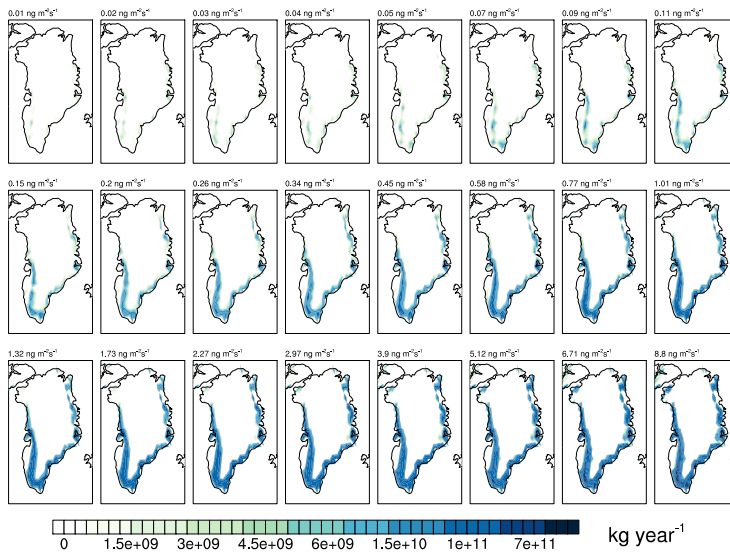 0.01 ng m⁻²s⁻¹ 0.02 ng m⁻²s⁻¹ 0.03 ng m⁻²s⁻¹ 0.04 ng m⁻²s⁻¹ 0.05 ng m⁻²s⁻¹ 0.07 ng m⁻²s⁻¹ 0.09 ng m⁻²s⁻¹ 0.11 ng m⁻²s⁻¹
0.15 ng m⁻²s⁻¹ 0.2 ng m⁻²s⁻¹ 0.26 ng m⁻²s⁻¹ 0.34 ng m⁻²s⁻¹ 0.45 ng m⁻²s⁻¹ 0.58 ng m⁻²s⁻¹ 0.77 ng m⁻²s⁻¹ 1.01 ng m⁻²s⁻¹
1.32 ng m⁻²s⁻¹ 1.73 ng m⁻²s⁻¹ 2.27 ng m⁻²s⁻¹ 2.97 ng m⁻²s⁻¹ 3.9 ng m⁻²s⁻¹ 5.12 ng m⁻²s⁻¹ 6.71 ng m⁻²s⁻¹ 8.8 ng m⁻²s⁻¹
0 1.5e+09 3e+09 4.5e+09 6e+09 1.5e+10 1e+11 7e+11 kg year⁻¹